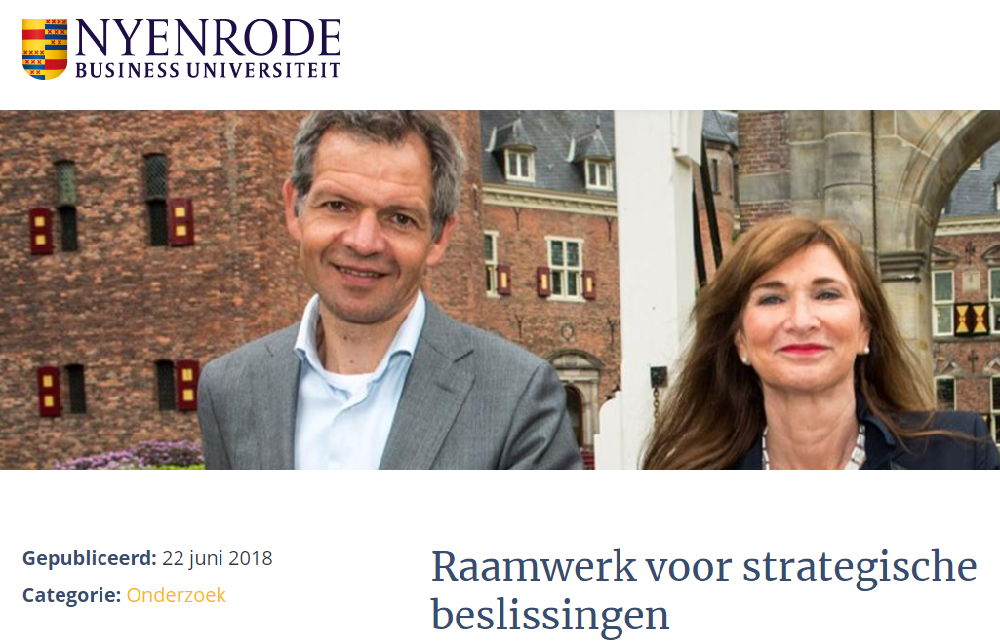 NYENRODE
BUSINESS UNIVERSITEIT
Gepubliceerd: 22 juni 2018
Categorie: Onderzoek
Raamwerk voor strategische
beslissingen